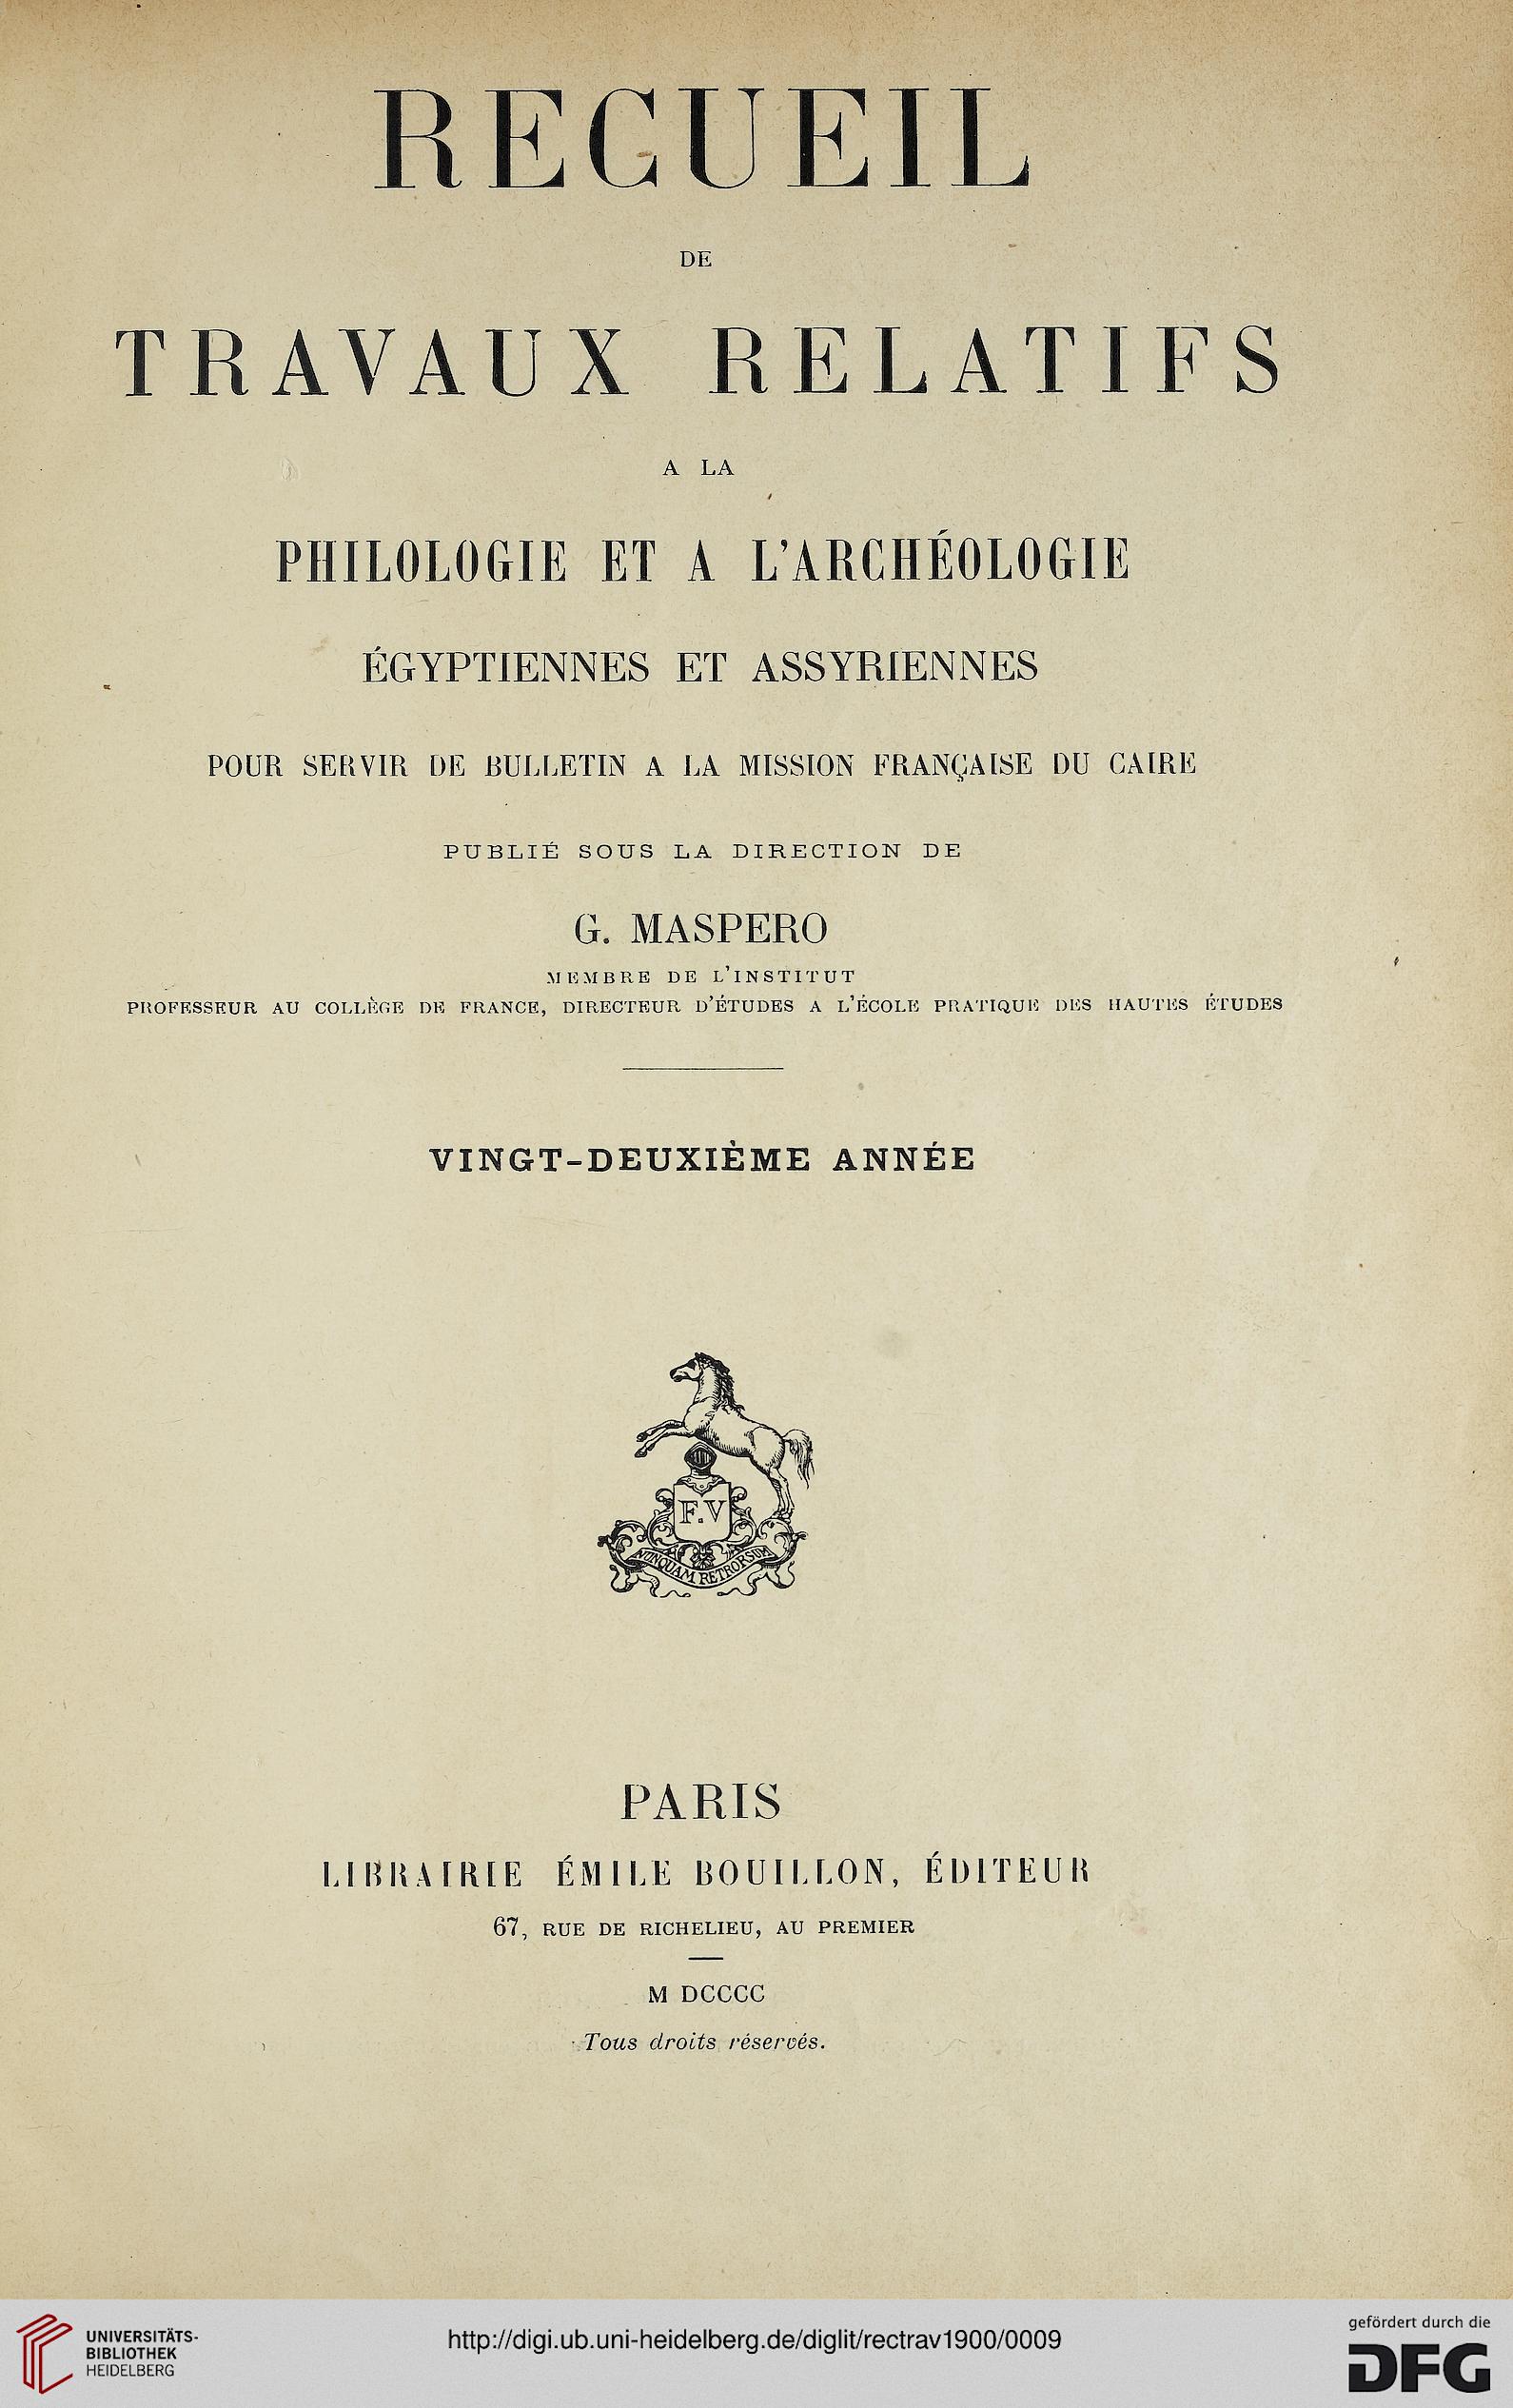 RECUEIL
DE
TRAVAUX RELATIFS
A LA
PHILOLOGIE ET A L'ARCHÉOLOGIE
ÉGYPTIENNES ET ASSYRIENNES
POUR SERVIR DE BULLETIN A LA MISSION FRANÇAISE DU CAIRE
PUBLIÉ SOUS LA DIRECTION DE
G. MASPERO
MEMBRE DE L'INSTITUT
PROFESSEUR AU COLLÈGE DE FRANCE, DIRECTEUR D'ÉTUDES A L'ÉCOLE PRATIQUE DES HAUTES ÉTUDES
VINGT-DEUXIÈME ANNÉE
F.V
NUNQUAM RETRORSUM
PARIS
LIBRAIRIE ÉMILE BOUILLON, ÉDITEUR
67, RUE DE RICHELIEU, AU PREMIER
M DCCCC
Tous droits réservés.
UNIVERSITÄTS-
BIBLIOTHEK
HEIDELBERG
http://digi.ub.uni-heidelberg.de/diglit/rectrav1900/0009
gefördert durch die
DFG